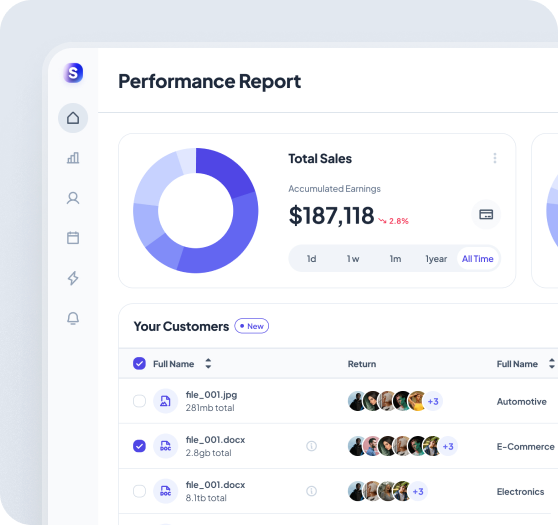 S
Performance Report
Total Sales
Accumulated Earnings
$187,118 2.8%
1d 1 w 1m 1year All Time
Your Customers New
Full Name Return Full Name
file_001.jpg
281mb total
+3 Automotive
file_001.docx
DOC
2.8gb total
+3 E-Commerce
file_001.docx
DOC
8.1tb total
+3 Electronics